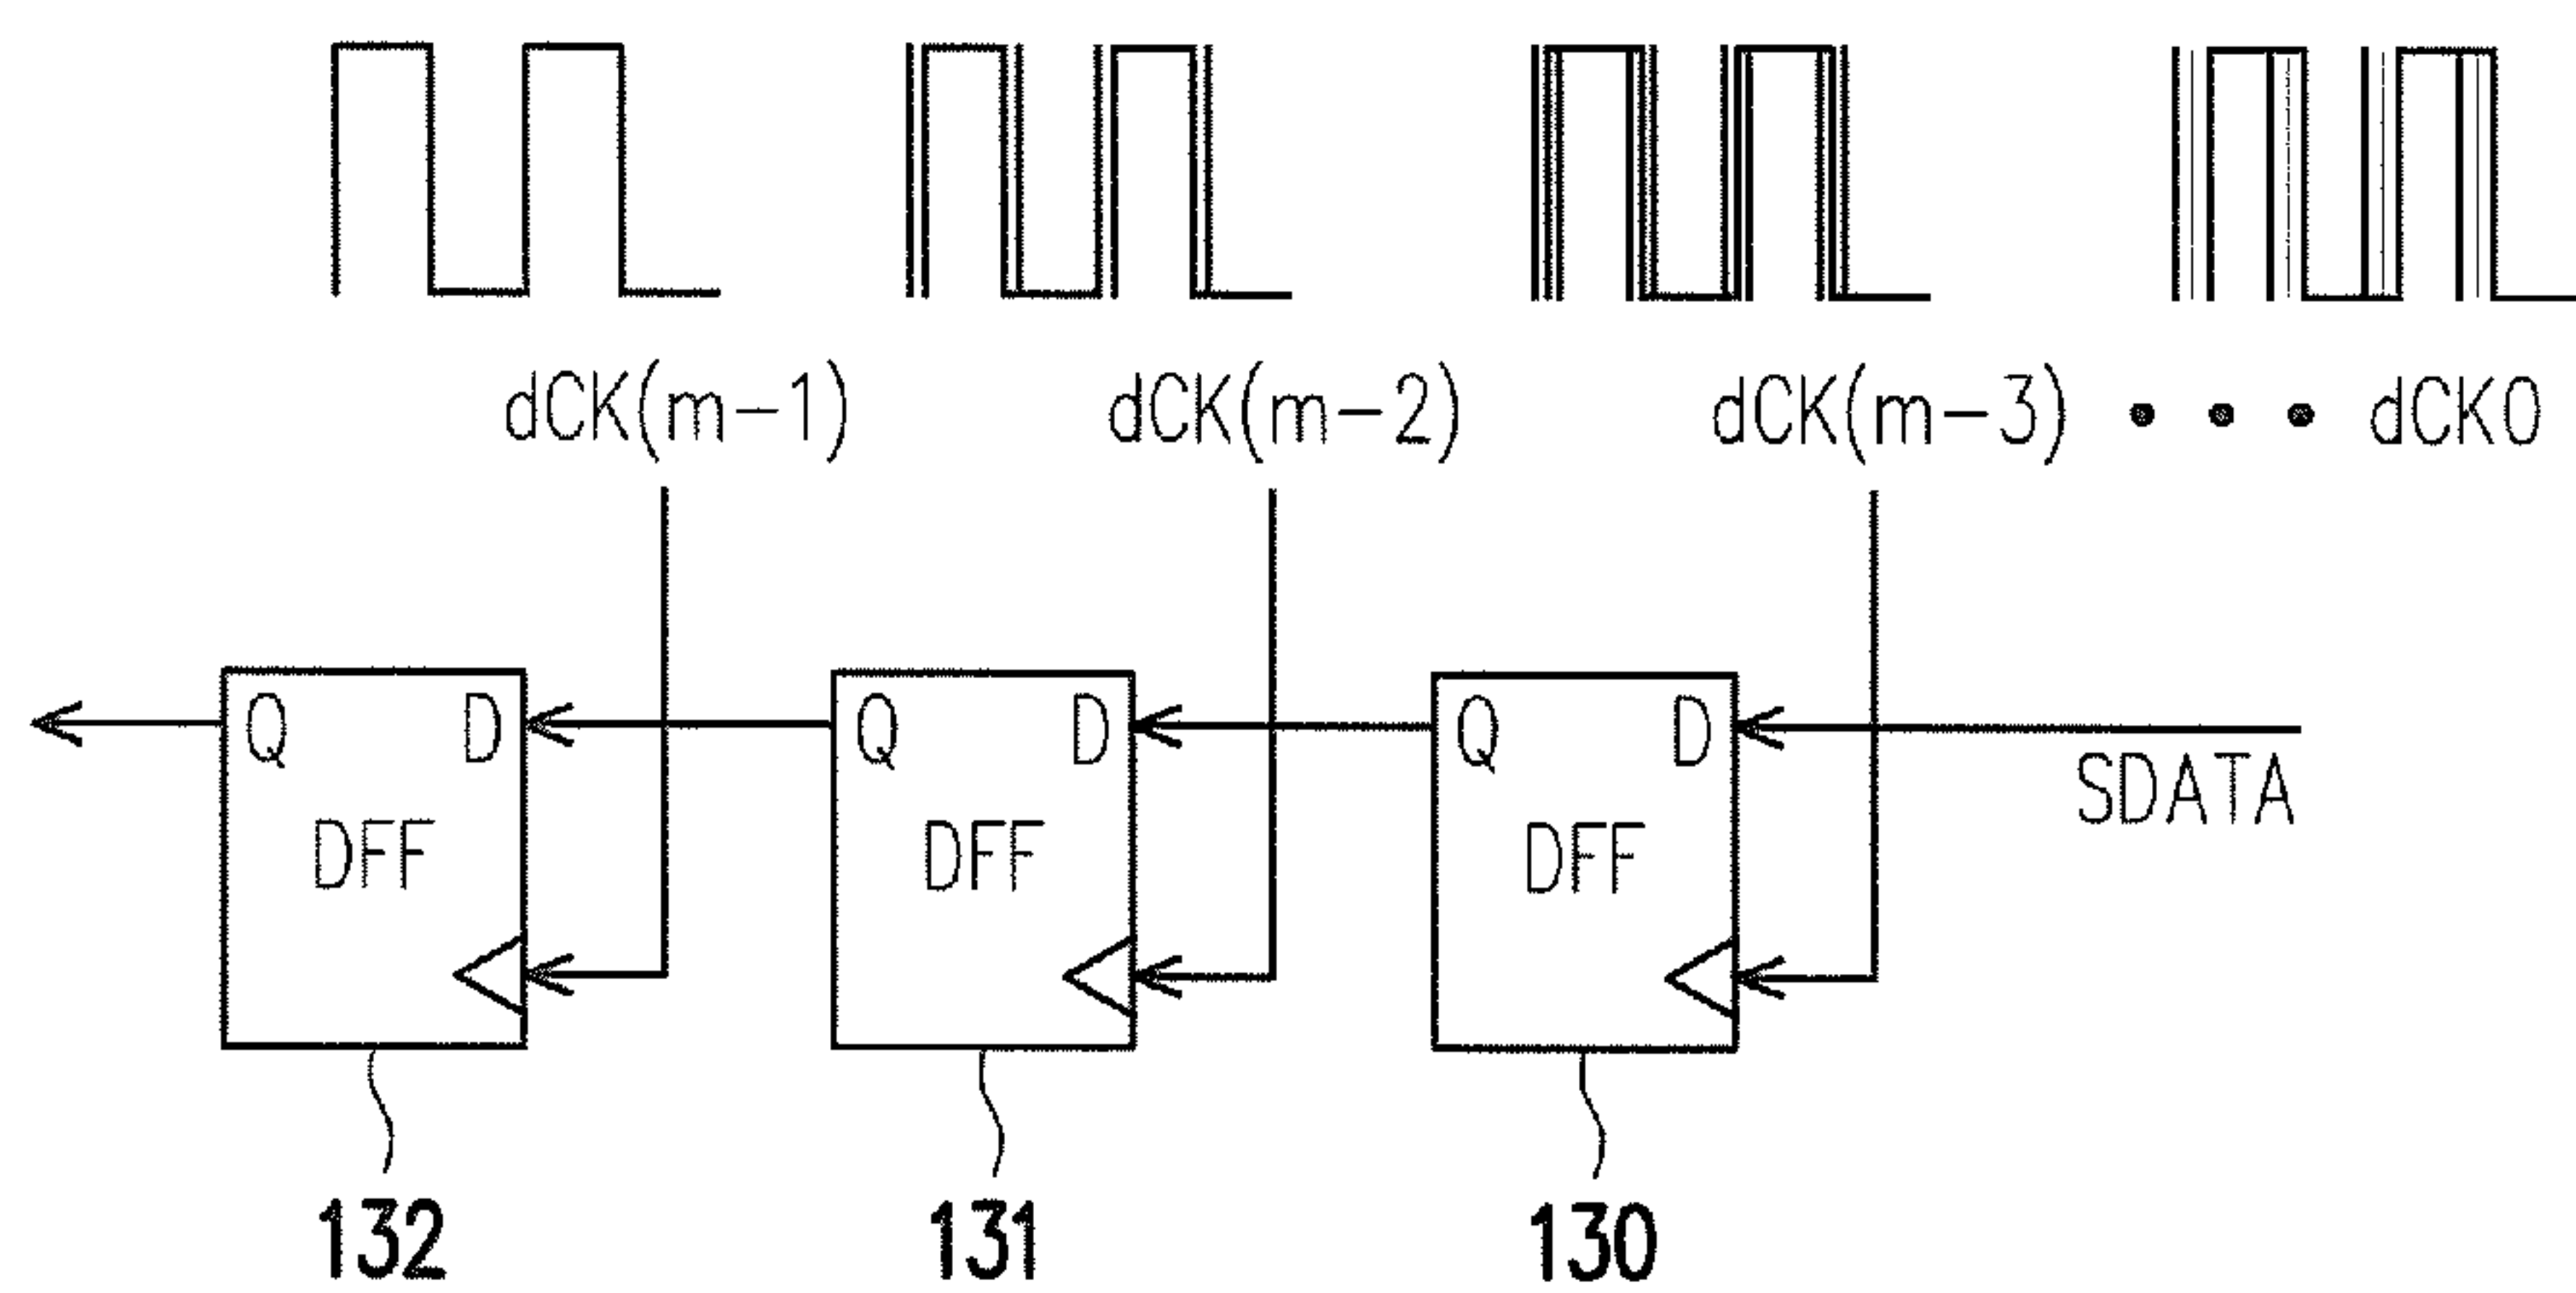 dCK(m-1) dCK(m-2) dCK(m-3) • • • dCK0
Q D Q D Q D
SDATA
DFF DFF DFF
132 131 130